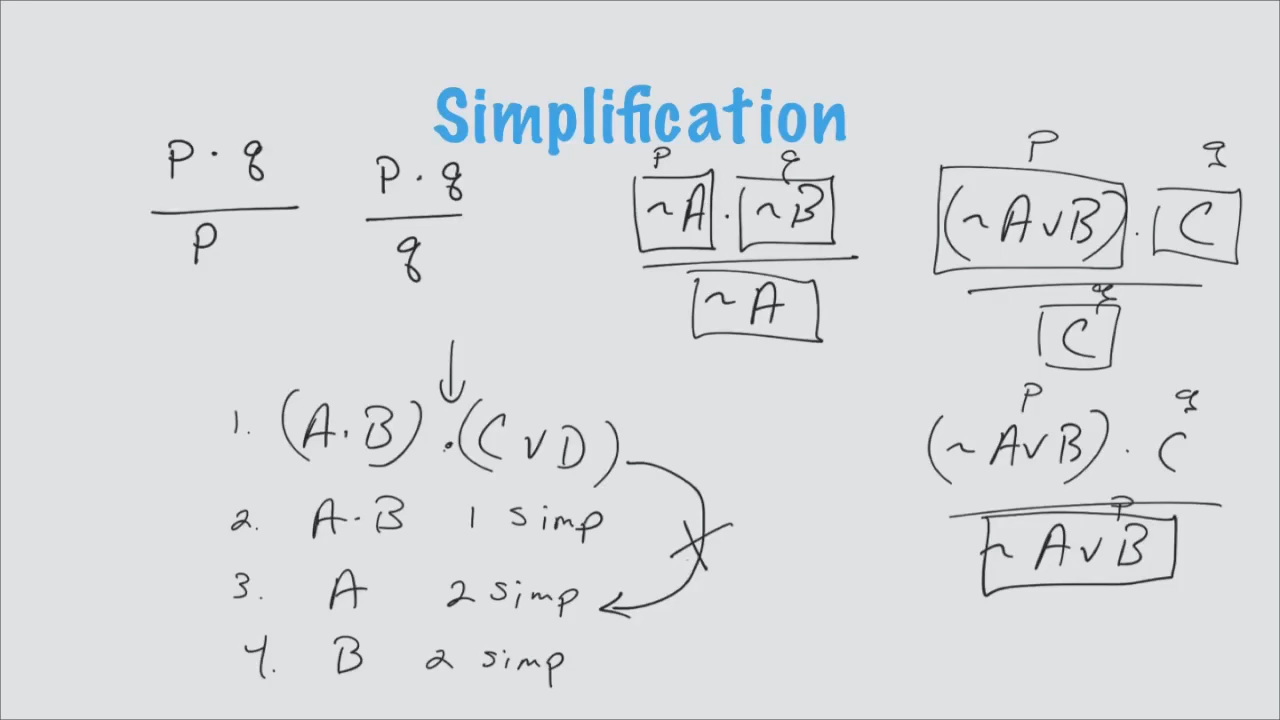 Simplification
p · q
p
p · q
q
p q
~A · ~B
~A
p q
(~A v B) · C
q
C
p q
(~A v B) · C
p
~A v B
1. (A · B) · (C v D)
2. A · B 1 simp
3. A 2 simp
4. B 2 simp